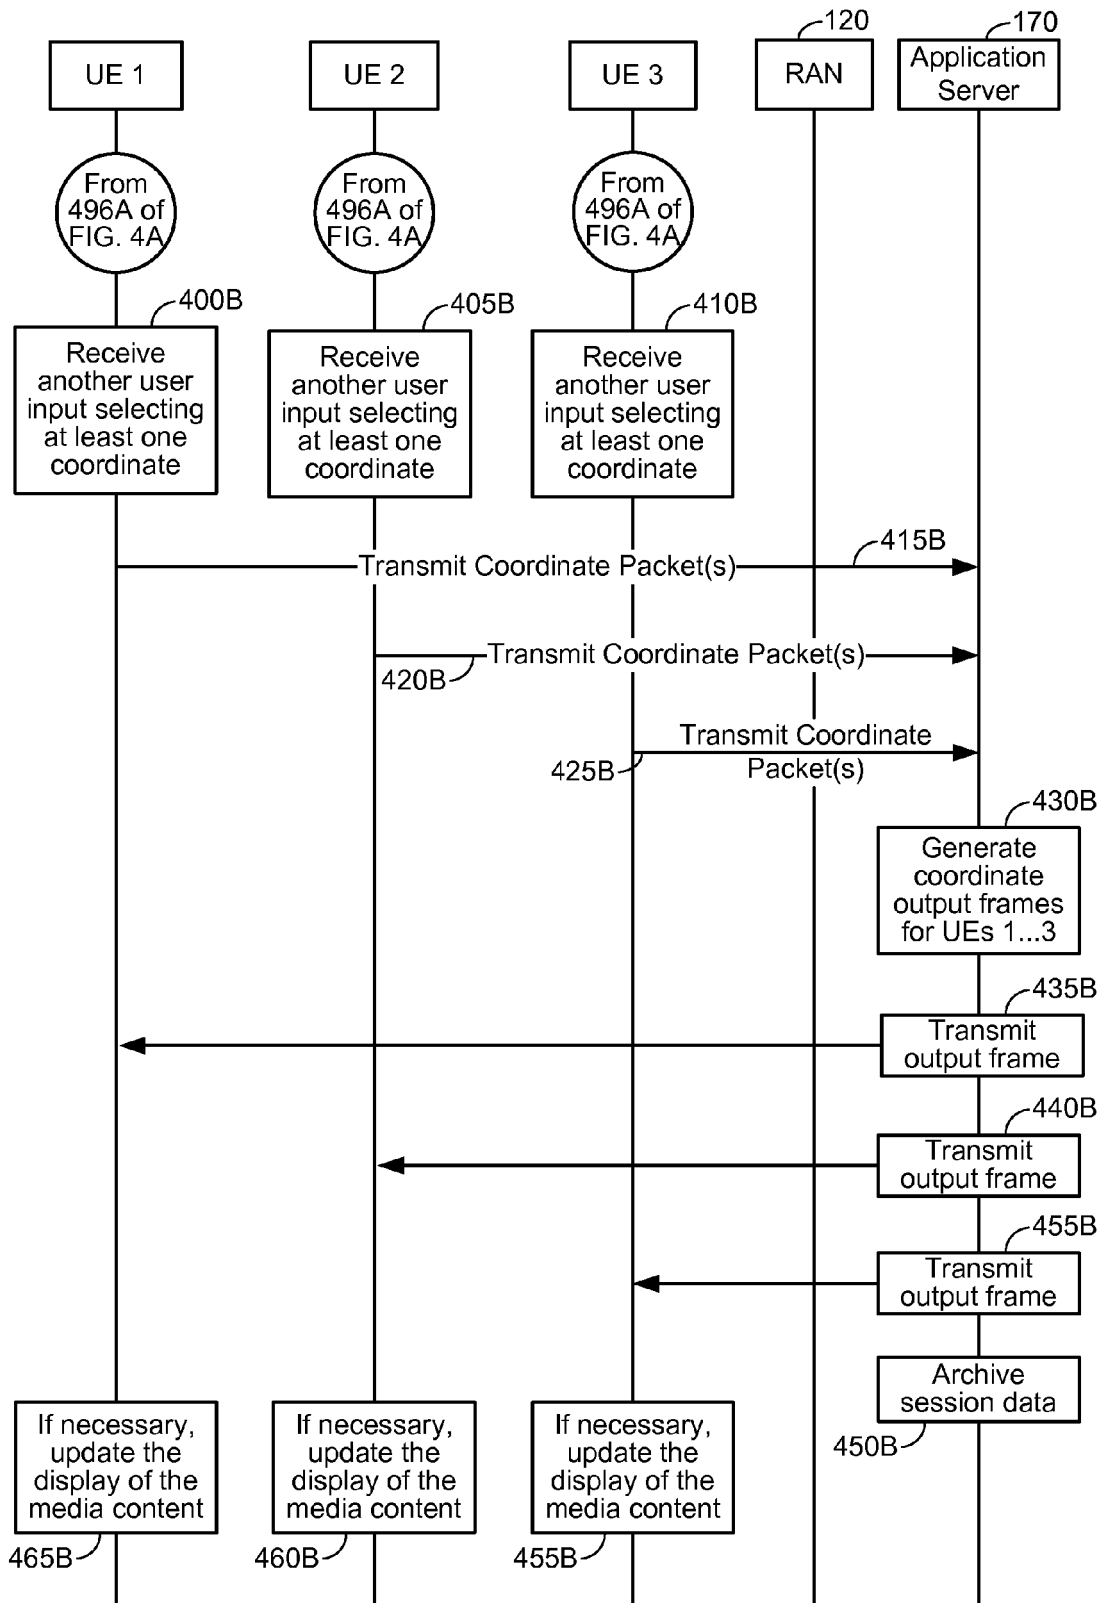 120
170
UE 1
UE 2
UE 3
RAN
Application
Server
From
496A of
FIG. 4A
From
496A of
FIG. 4A
From
496A of
FIG. 4A
400B
405B
410B
Receive
another user
input selecting
at least one
coordinate
Receive
another user
input selecting
at least one
coordinate
Receive
another user
input selecting
at least one
coordinate
415B
Transmit Coordinate Packet(s)
Transmit Coordinate Packet(s)
420B
Transmit Coordinate
Packet(s)
425B
430B
Generate
coordinate
output frames
for UEs 1...3
435B
Transmit
output frame
440B
Transmit
output frame
455B
Transmit
output frame
Archive
session data
450B
If necessary,
update the
display of the
media content
If necessary,
update the
display of the
media content
If necessary,
update the
display of the
media content
465B
460B
455B